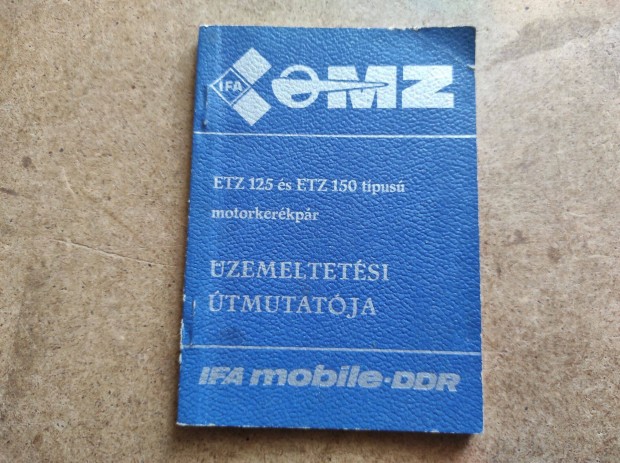 IFA MZ
ETZ 125 és ETZ 150 típusú
motorkerékpár
ÜZEMELTETÉSI
ÚTMUTATÓJA
IFA mobile-DDR